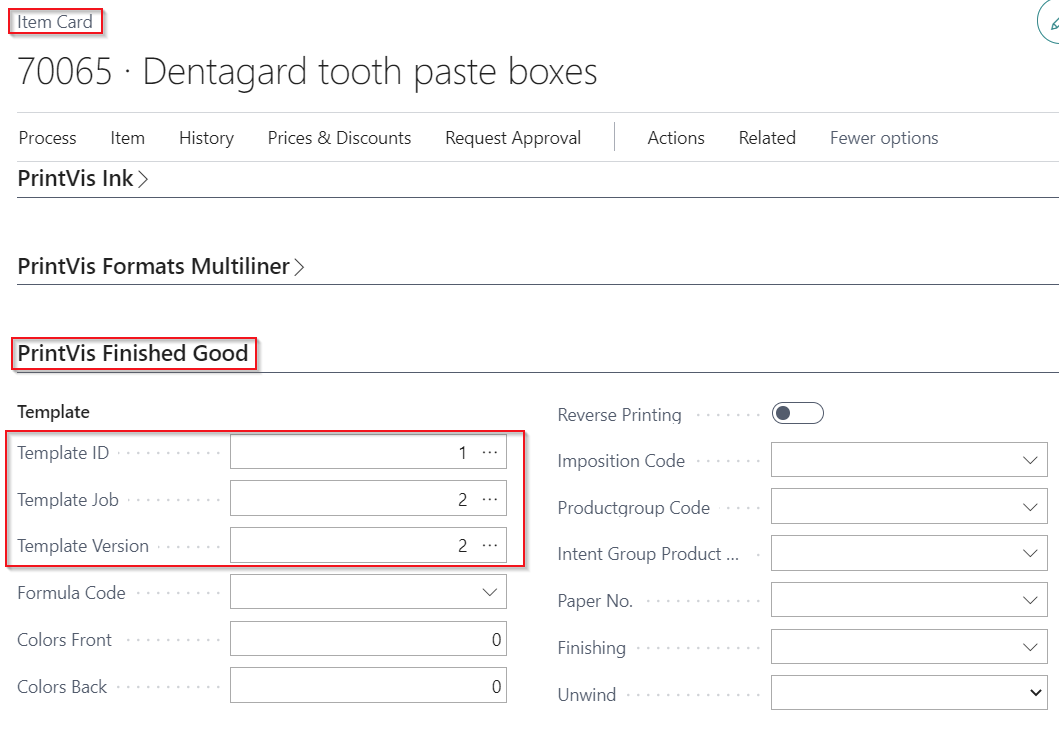 Item Card
70065 · Dentagard tooth paste boxes
Process Item History Prices & Discounts Request Approval Actions Related Fewer options
PrintVis Ink
PrintVis Formats Multiliner
PrintVis Finished Good
Template
Template ID 1 ...
Template Job 2 ...
Template Version 2 ...
Formula Code
Colors Front 0
Colors Back 0
Reverse Printing
Imposition Code
Productgroup Code
Intent Group Product ...
Paper No.
Finishing
Unwind